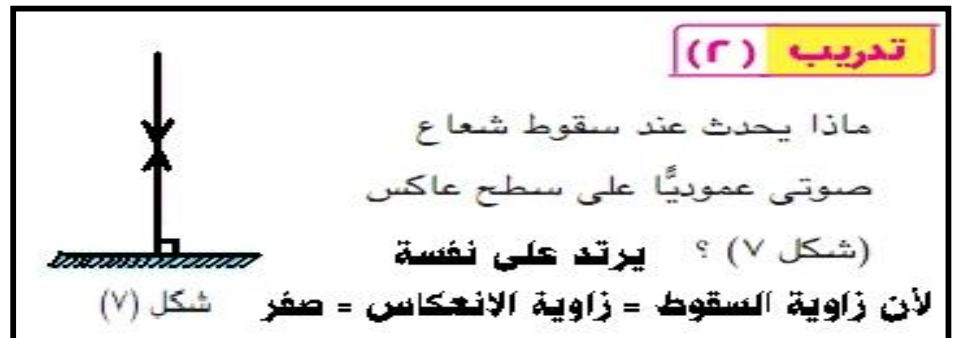 تدريب (٢)
ماذا يحدث عند سقوط شعاع
صوتى عموديًّا على سطح عاكس
(شكل ٧) ؟ يرتد على نفسة
لأن زاوية السقوط = زاوية الانعكاس = صفر
شكل (٧)